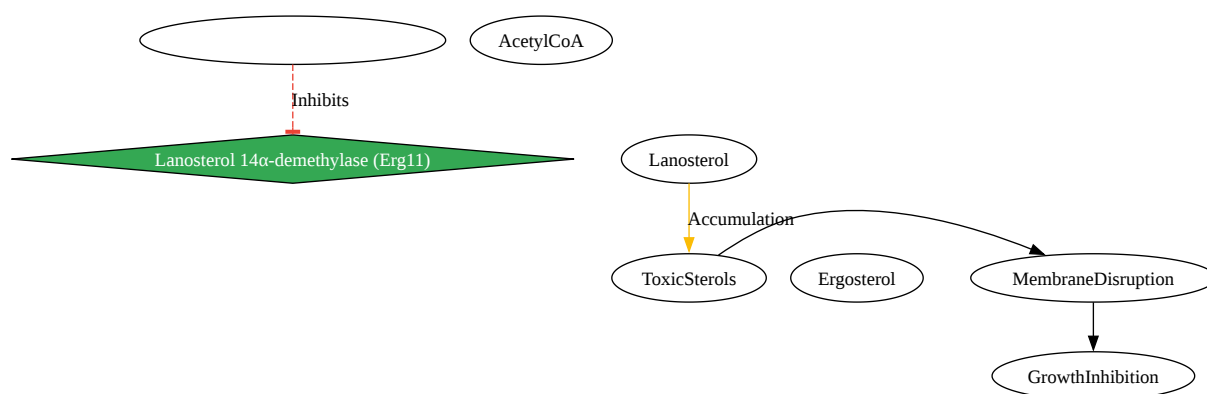 AcetylCoA
Inhibits
Lanosterol 14α-demethylase (Erg11)
Lanosterol
Accumulation
ToxicSterols
Ergosterol
MembraneDisruption
GrowthInhibition